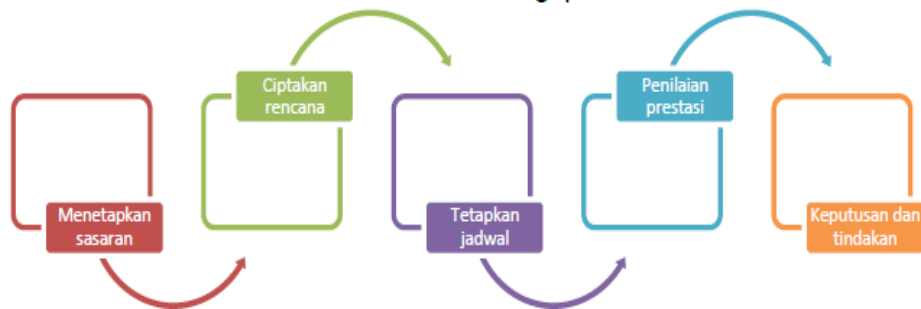 Menetapkan
sasaran
Ciptakan
rencana
Tetapkan
jadwal
Penilaian
prestasi
Keputusan dan
tindakan